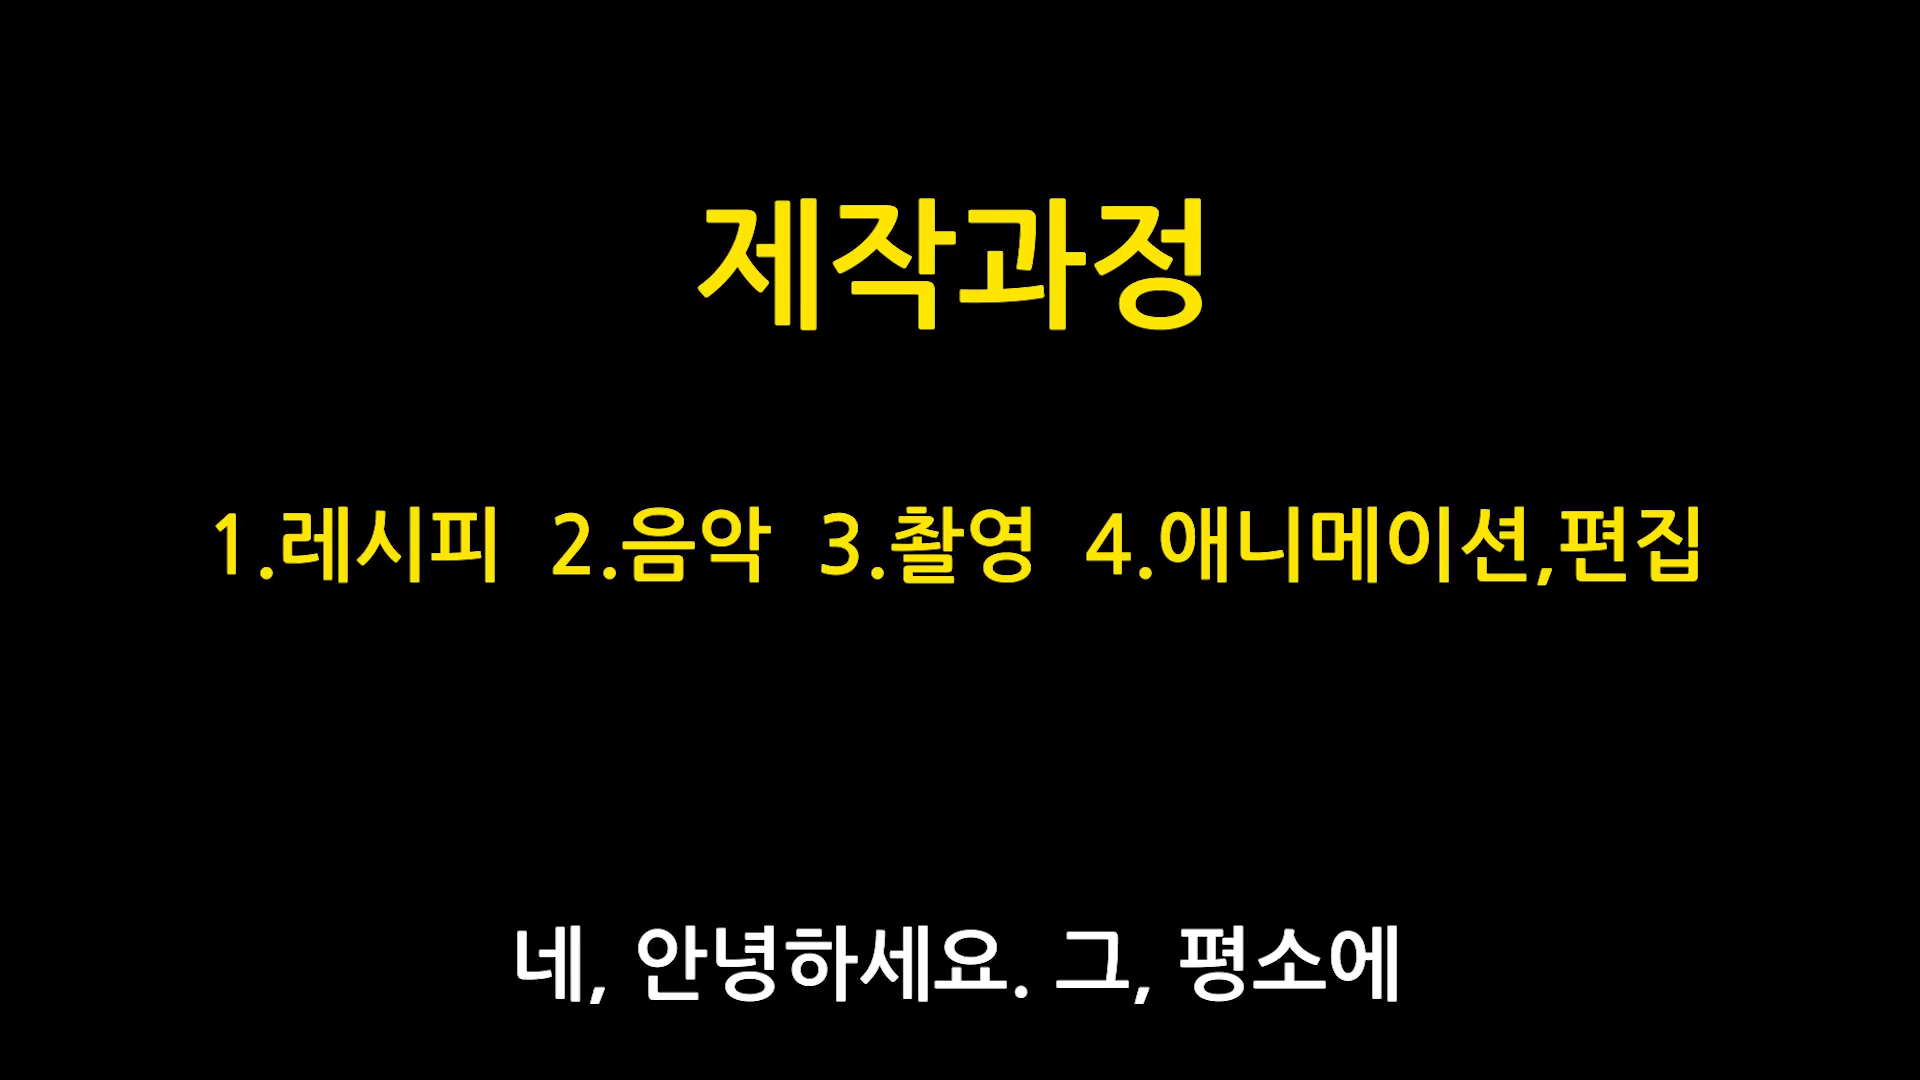 제작과정
1.레시피 2.음악 3.촬영 4.애니메이션,편집
네, 안녕하세요. 그, 평소에